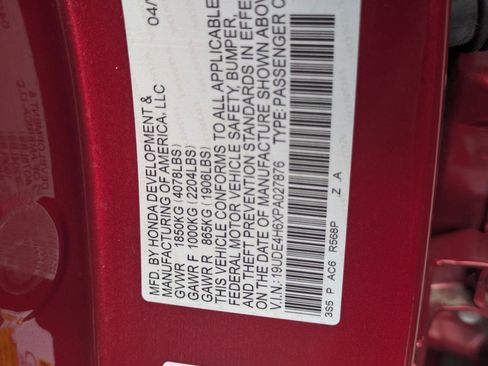 04/
MFD. BY HONDA DEVELOPMENT &
MANUFACTURING OF AMERICA, LLC
GVWR 1850KG (4078LBS)
GAWR F 1000KG (2204LBS)
GAWR R 865KG (1906LBS)
THIS VEHICLE CONFORMS TO ALL APPLICABLE
FEDERAL MOTOR VEHICLE SAFETY, BUMPER,
AND THEFT PREVENTION STANDARDS IN EFFE
ON THE DATE OF MANUFACTURE SHOWN ABOV
V.I.N.: 19UDE4H6XPA027876 TYPE:PASSENGER C
Z A
3S5 P AC6 R568P